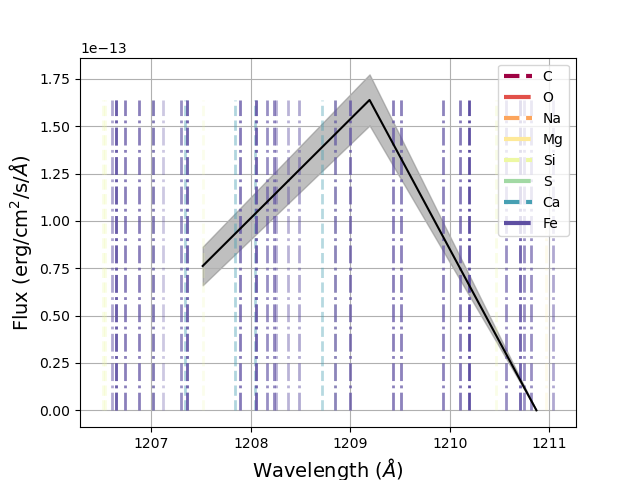 1e−13
1.75
1.50
1.25
1.00
0.75
0.50
0.25
0.00
Flux (erg/cm²/s/Å)
C
O
Na
Mg
Si
S
Ca
Fe
1207 1208 1209 1210 1211
Wavelength (Å)